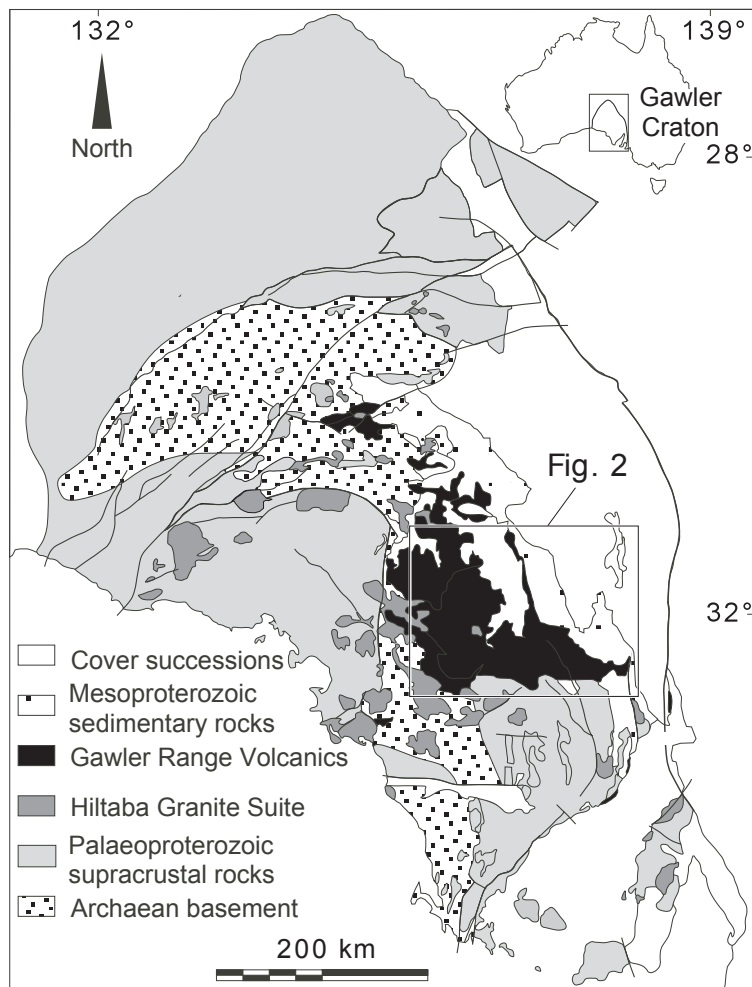 132°
139°
North
Gawler
Craton
28°
Fig. 2
32°
Cover successions
Mesoproterozoic
sedimentary rocks
Gawler Range Volcanics
Hiltaba Granite Suite
Palaeoproterozoic
supracrustal rocks
Archaean basement
200 km